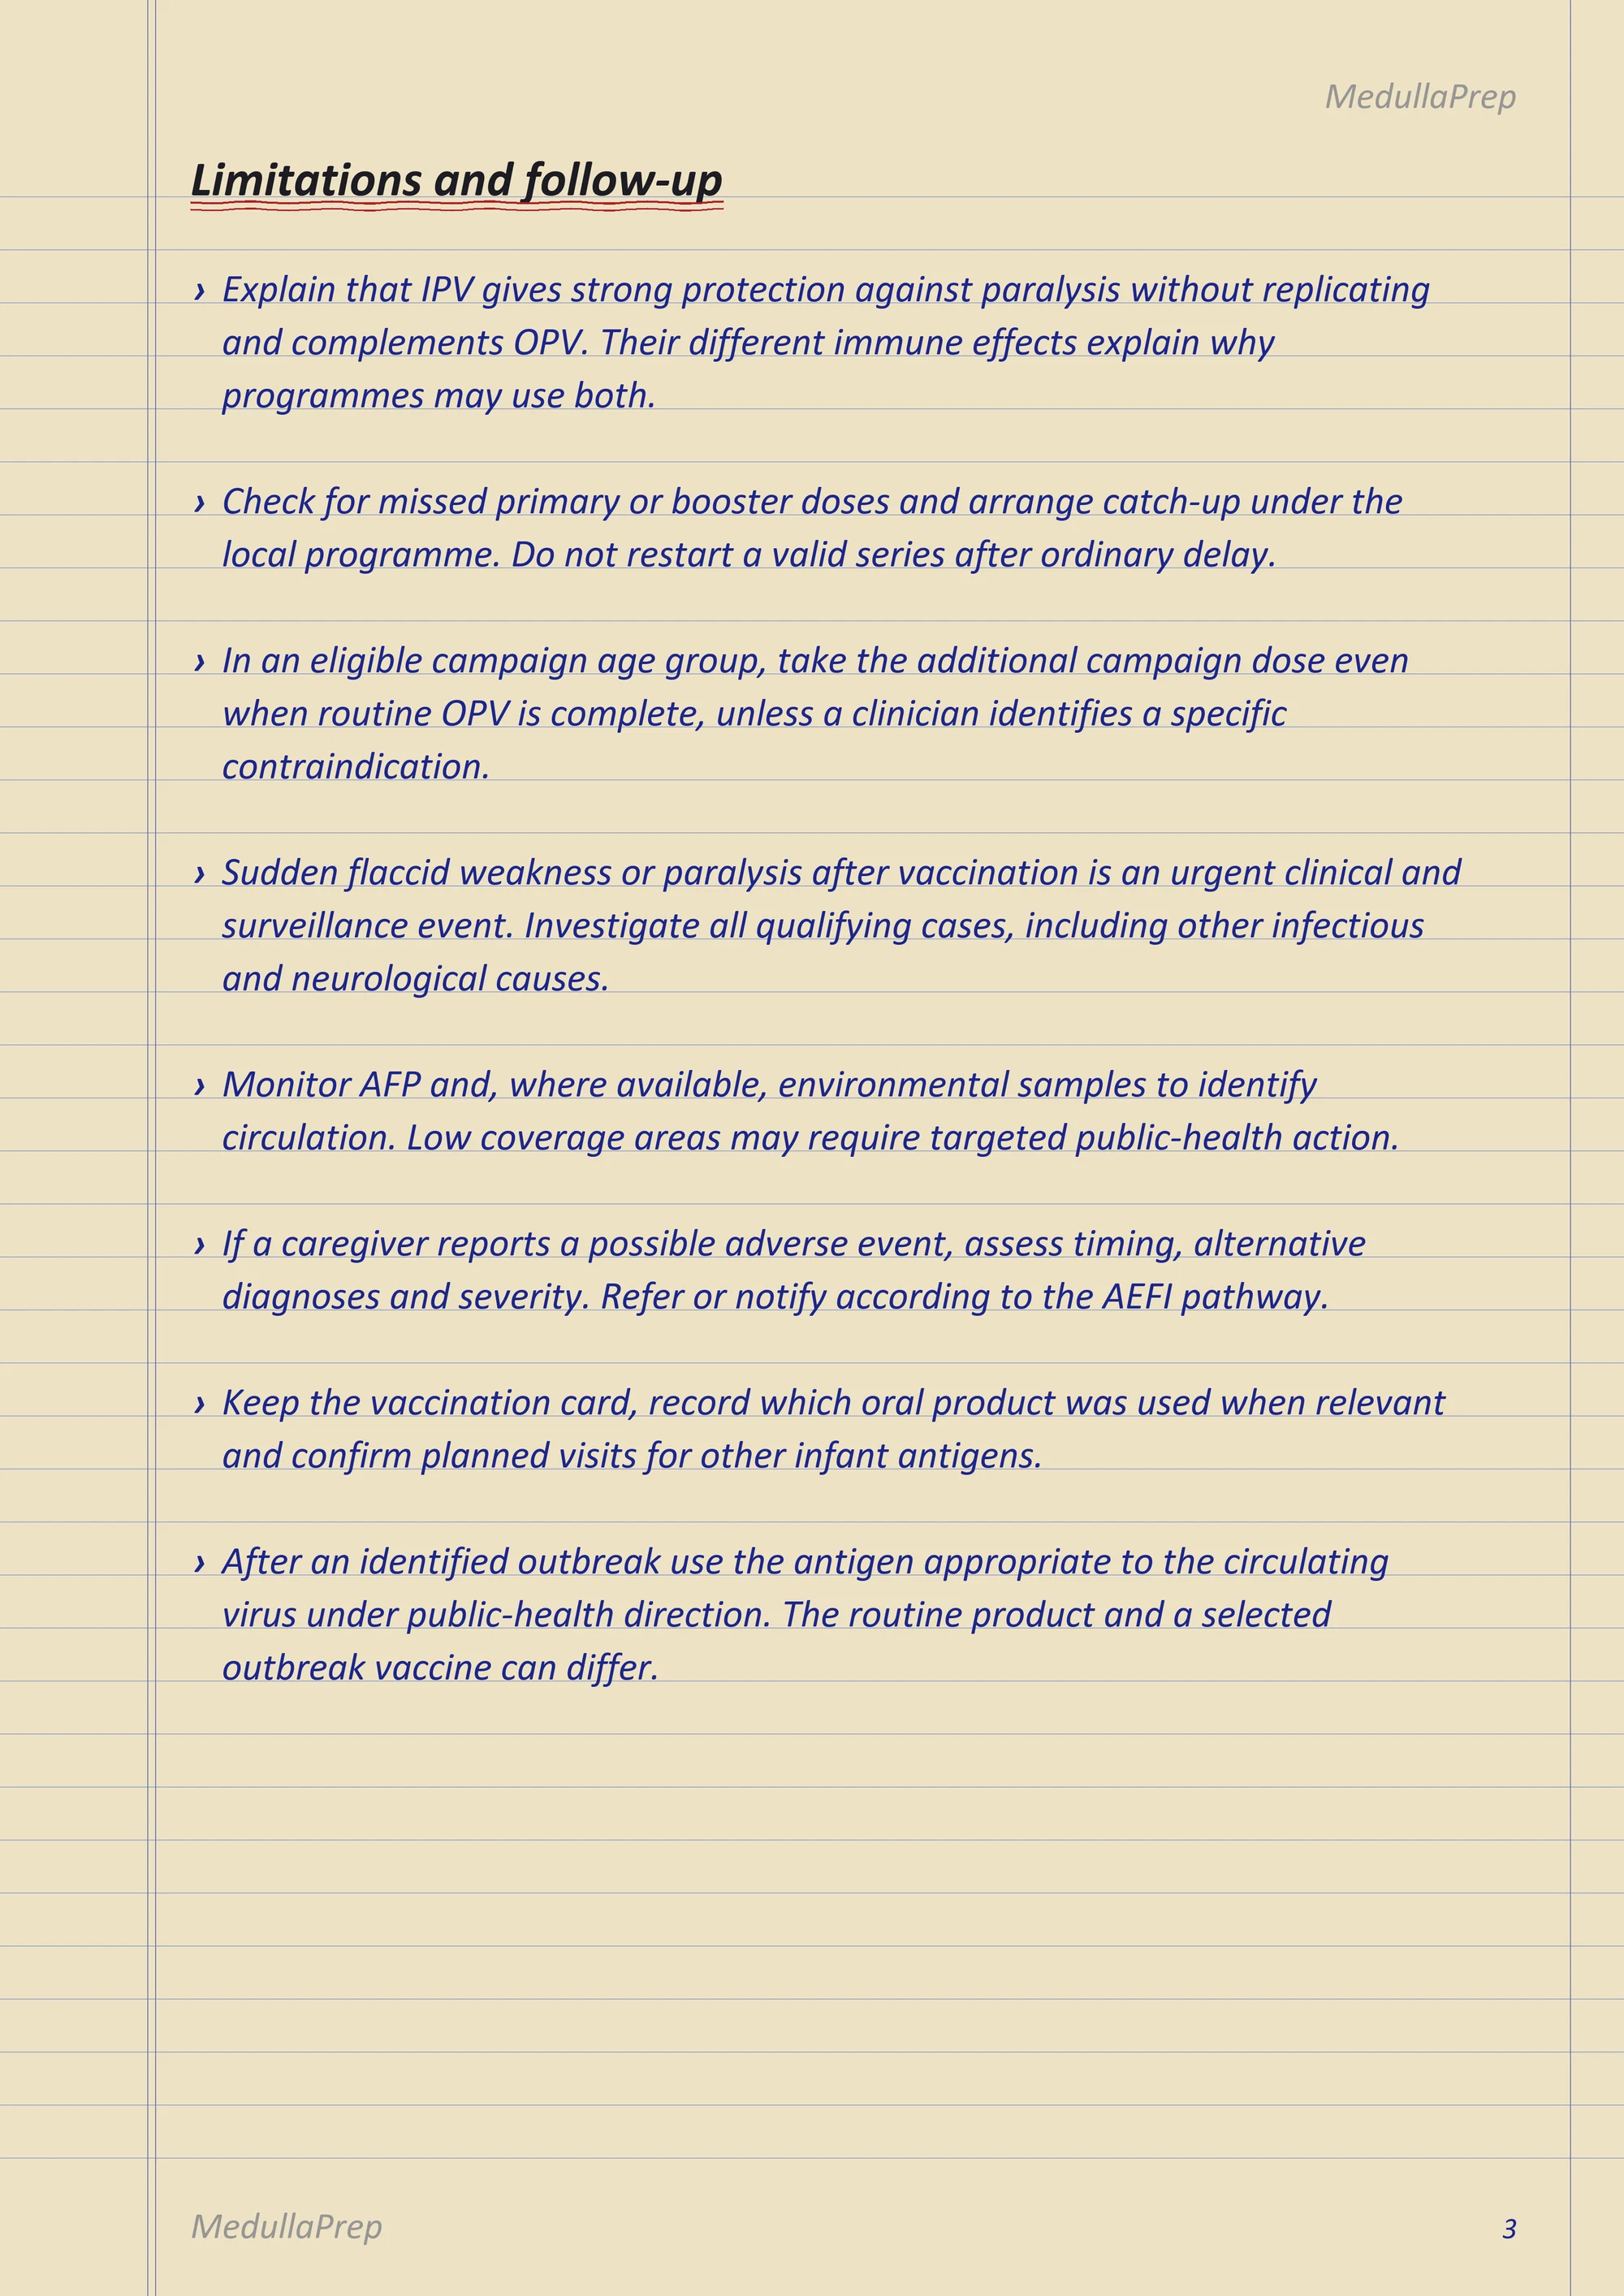 MedullaPrep
Limitations and follow-up
› Explain that IPV gives strong protection against paralysis without replicating
and complements OPV. Their different immune effects explain why
programmes may use both.
› Check for missed primary or booster doses and arrange catch-up under the
local programme. Do not restart a valid series after ordinary delay.
› In an eligible campaign age group, take the additional campaign dose even
when routine OPV is complete, unless a clinician identifies a specific
contraindication.
› Sudden flaccid weakness or paralysis after vaccination is an urgent clinical and
surveillance event. Investigate all qualifying cases, including other infectious
and neurological causes.
› Monitor AFP and, where available, environmental samples to identify
circulation. Low coverage areas may require targeted public-health action.
› If a caregiver reports a possible adverse event, assess timing, alternative
diagnoses and severity. Refer or notify according to the AEFI pathway.
› Keep the vaccination card, record which oral product was used when relevant
and confirm planned visits for other infant antigens.
› After an identified outbreak use the antigen appropriate to the circulating
virus under public-health direction. The routine product and a selected
outbreak vaccine can differ.
MedullaPrep
3